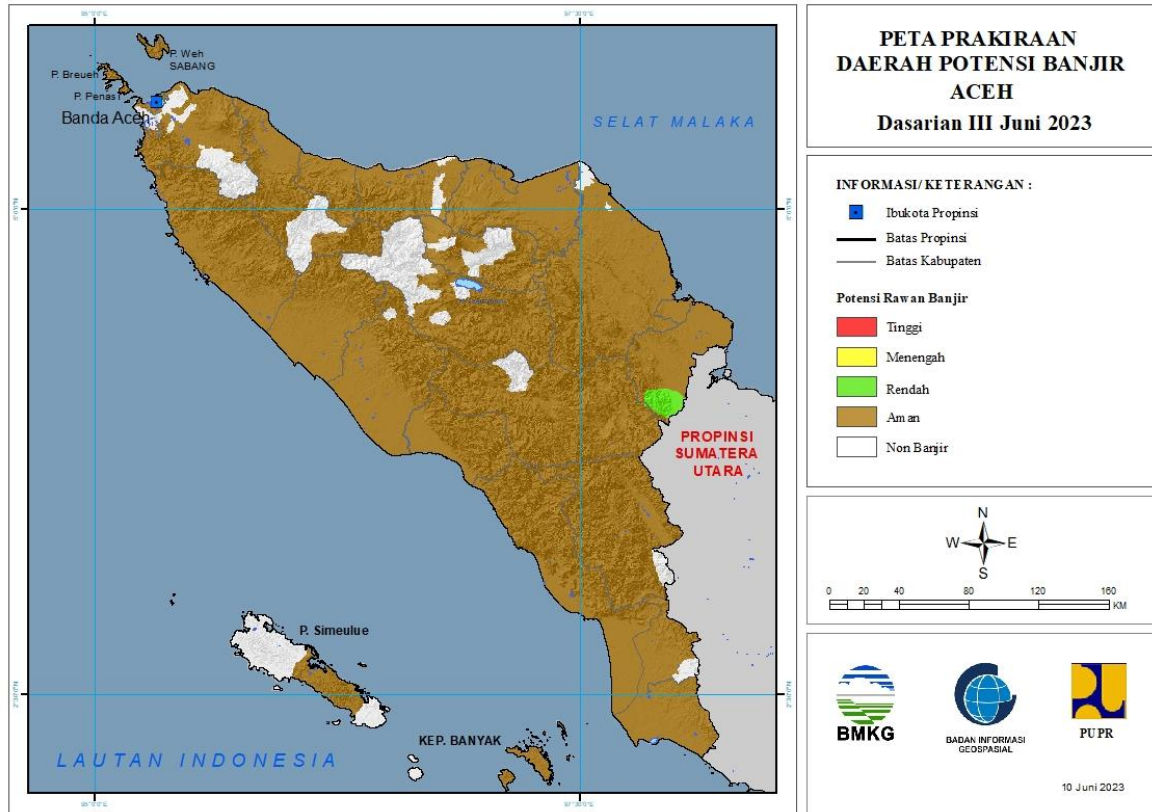 PETA PRAKIRAAN
DAERAH POTENSI BANJIR
ACEH
Dasarian III Juni 2023
INFORMASI/ KETERANGAN :
Ibukota Propinsi
Batas Propinsi
Batas Kabupaten
Potensi Rawan Banjir
Tinggi
Menengah
Rendah
Aman
Non Banjir
N
W E
S
0 20 40 80 120 160
KM
BMKG
BADAN INFORMASI
GEOSPASIAL
PUPR
10 Juni 2023
P. Weh
SABANG
P. Breueh
P. Penasi
Banda Aceh
SELAT MALAKA
PROPINSI
SUMATERA
UTARA
P. Simeulue
KEP. BANYAK
LAUTAN INDONESIA